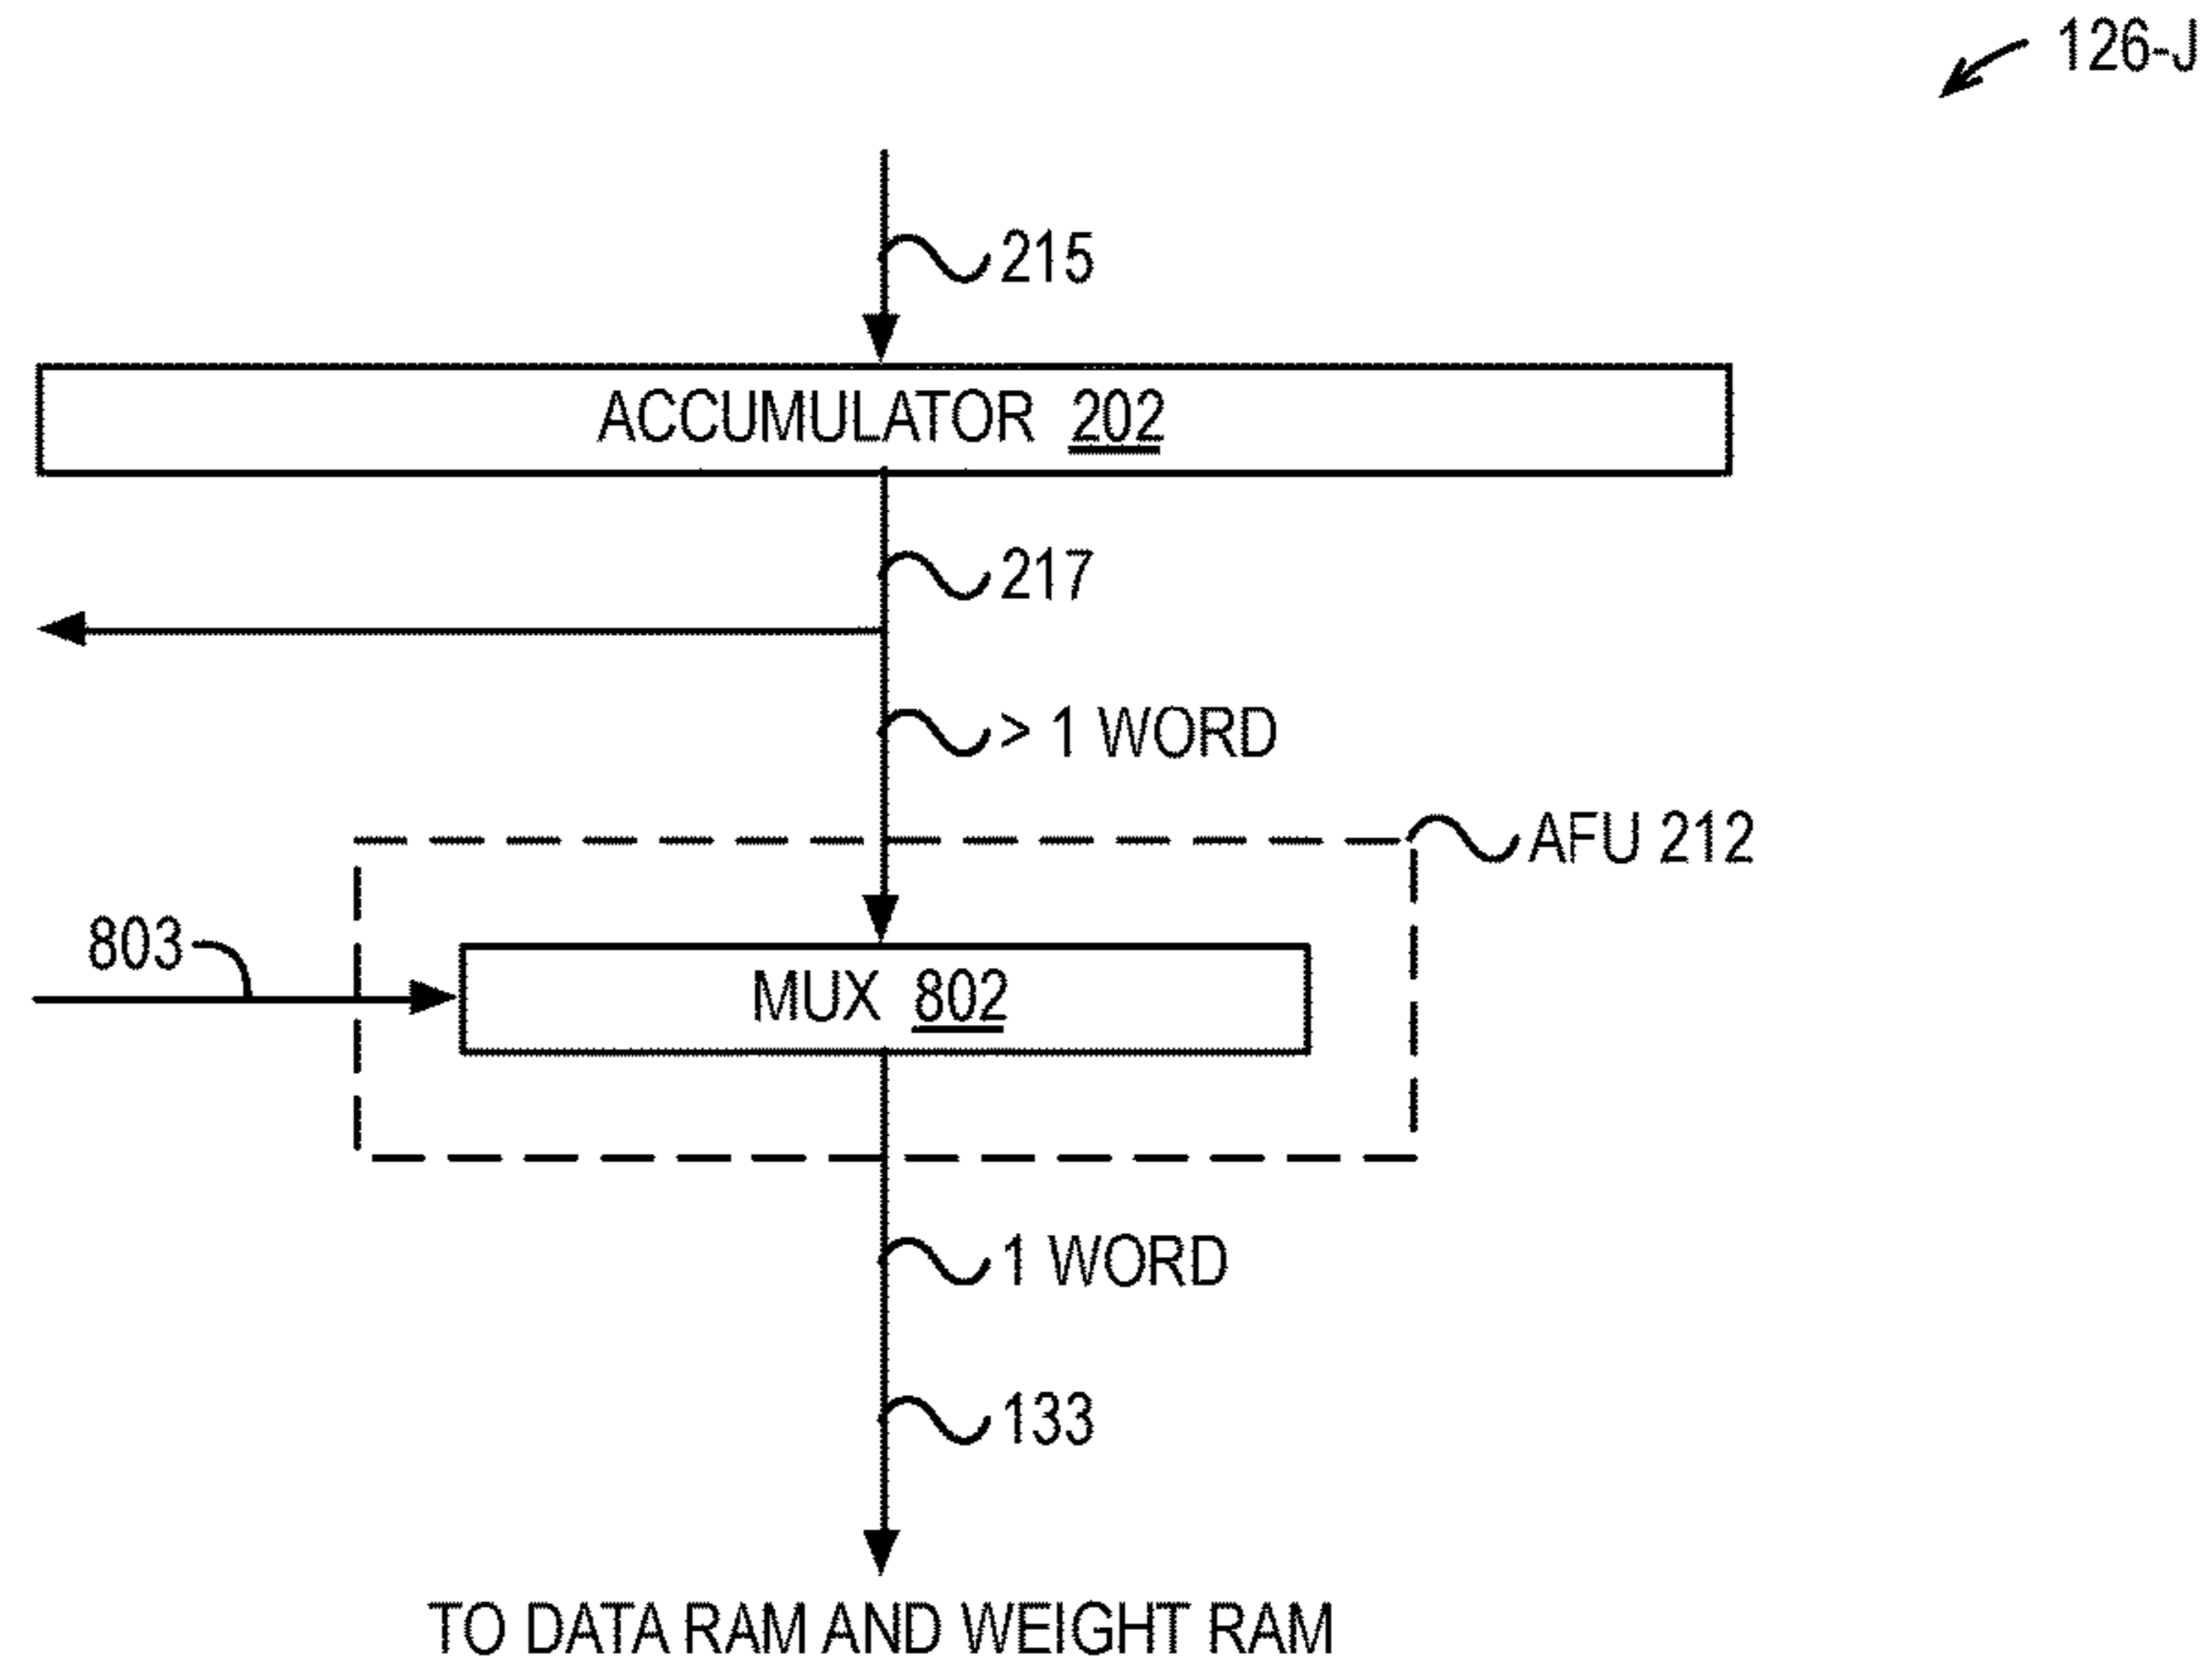 126-J
215
ACCUMULATOR 202
217
> 1 WORD
AFU 212
803
MUX 802
1 WORD
133
TO DATA RAM AND WEIGHT RAM